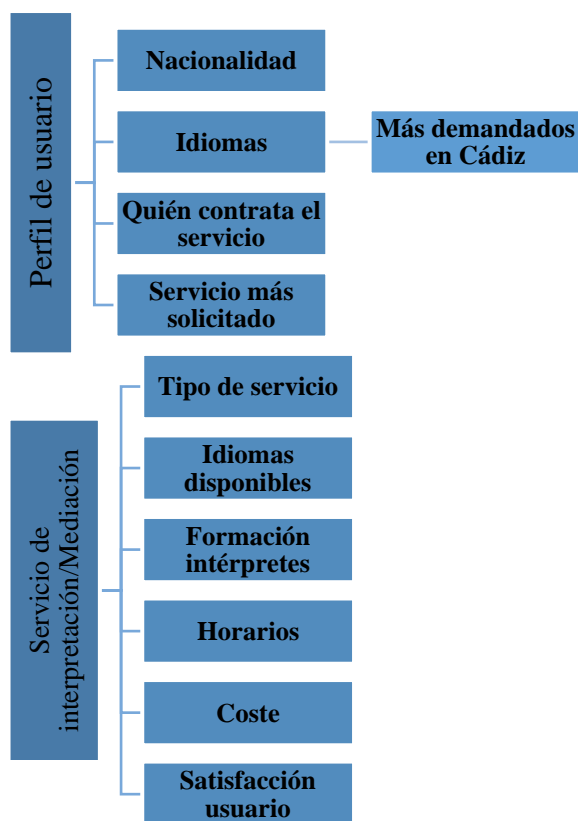 Perfil de usuario
Nacionalidad
Idiomas
Más demandados
en Cádiz
Quién contrata el
servicio
Servicio más
solicitado
Servicio de
interpretación/Mediación
Tipo de servicio
Idiomas
disponibles
Formación
intérpretes
Horarios
Coste
Satisfacción
usuario